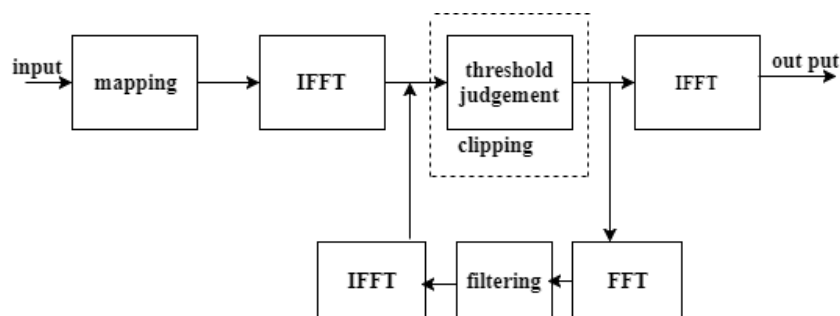 input
mapping
IFFT
threshold
judgement
clipping
IFFT
out put
IFFT
filtering
FFT